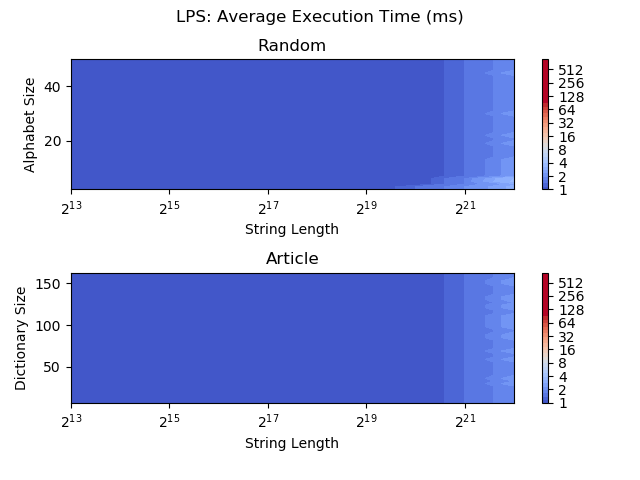 LPS: Average Execution Time (ms)
Random
Alphabet Size
40
20
2^13 2^15 2^17 2^19 2^21
String Length
512
256
128
64
32
16
8
4
2
1
Article
Dictionary Size
150
100
50
2^13 2^15 2^17 2^19 2^21
String Length
512
256
128
64
32
16
8
4
2
1